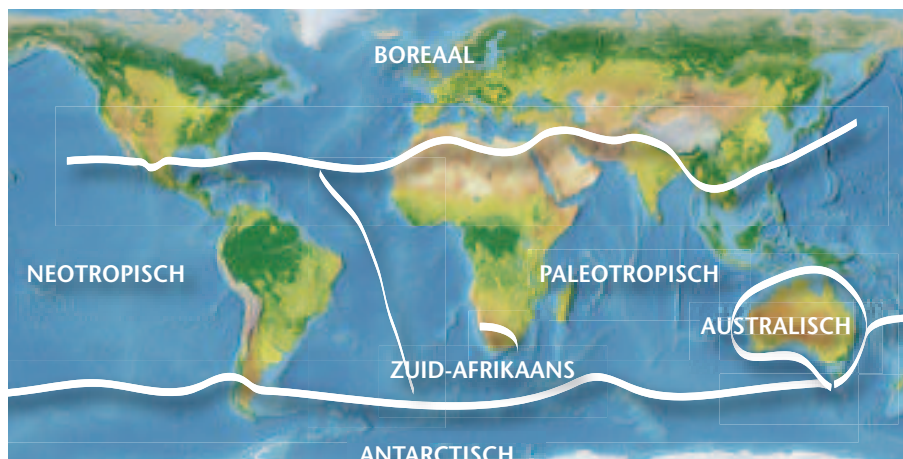 BOREAAL
NEOTROPISCH
PALEOTROPISCH
AUSTRALISCH
ZUID-AFRIKAANS
ANTARCTISCH